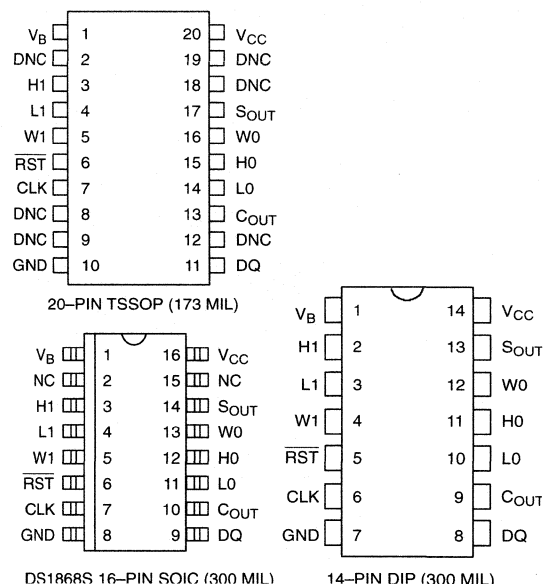 V_B 1 20 V_CC
DNC 2 19 DNC
H1 3 18 DNC
L1 4 17 S_OUT
W1 5 16 W0
R̅S̅T̅ 6 15 H0
CLK 7 14 L0
DNC 8 13 C_OUT
DNC 9 12 DNC
GND 10 11 DQ
20–PIN TSSOP (173 MIL)
V_B 1 16 V_CC
NC 2 15 NC
H1 3 14 S_OUT
L1 4 13 W0
W1 5 12 H0
R̅S̅T̅ 6 11 L0
CLK 7 10 C_OUT
GND 8 9 DQ
DS1868S 16–PIN SOIC (300 MIL)
V_B 1 14 V_CC
H1 2 13 S_OUT
L1 3 12 W0
W1 4 11 H0
R̅S̅T̅ 5 10 L0
CLK 6 9 C_OUT
GND 7 8 DQ
14–PIN DIP (300 MIL)